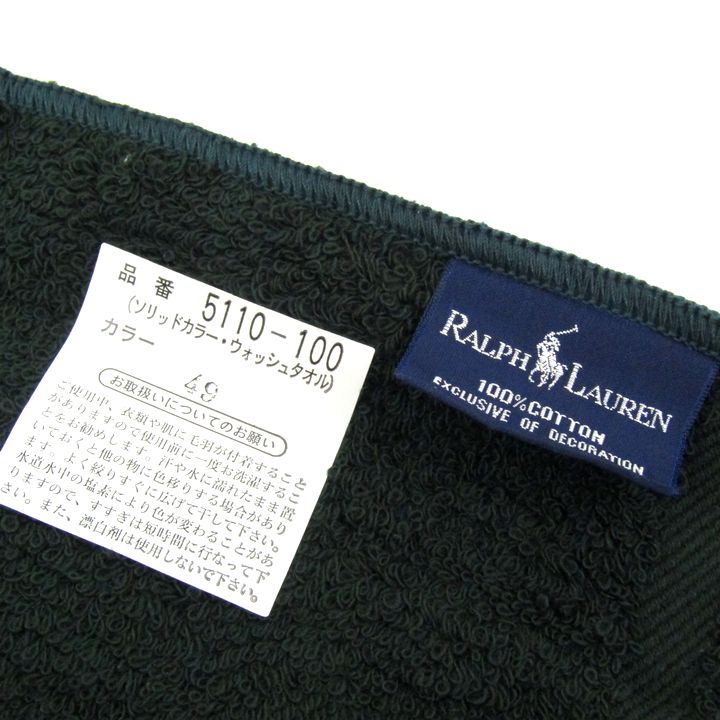 品番 5110-100
(ソリッドカラー・ウォッシュタオル)
カラー
49
お取扱いについてのお願い
ご使用中、衣類や肌に毛羽が付着すること
がありますので使用前に一度お洗濯するこ
とをお勧めします。汗や水に濡れたまま置
いておくと他の物に色移りする場合があり
ます。よく絞りすぐに広げて干して下さい。
水道水中の塩素により色が変わることがあ
りますので、すすぎは短時間に行なって下
さい。また、漂白剤は使用しないで下さい。
RALPH LAUREN
100% COTTON
EXCLUSIVE OF DECORATION